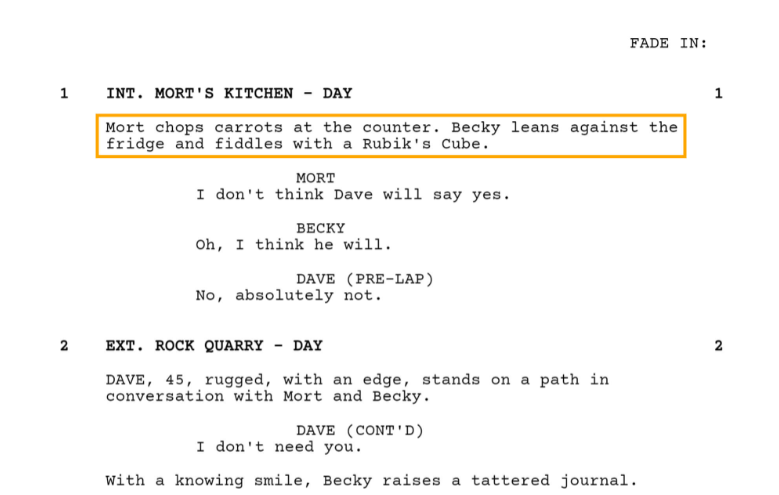 FADE IN:
1 INT. MORT'S KITCHEN - DAY 1
Mort chops carrots at the counter. Becky leans against the
fridge and fiddles with a Rubik's Cube.
MORT
I don't think Dave will say yes.
BECKY
Oh, I think he will.
DAVE (PRE-LAP)
No, absolutely not.
2 EXT. ROCK QUARRY - DAY 2
DAVE, 45, rugged, with an edge, stands on a path in
conversation with Mort and Becky.
DAVE (CONT'D)
I don't need you.
With a knowing smile, Becky raises a tattered journal.